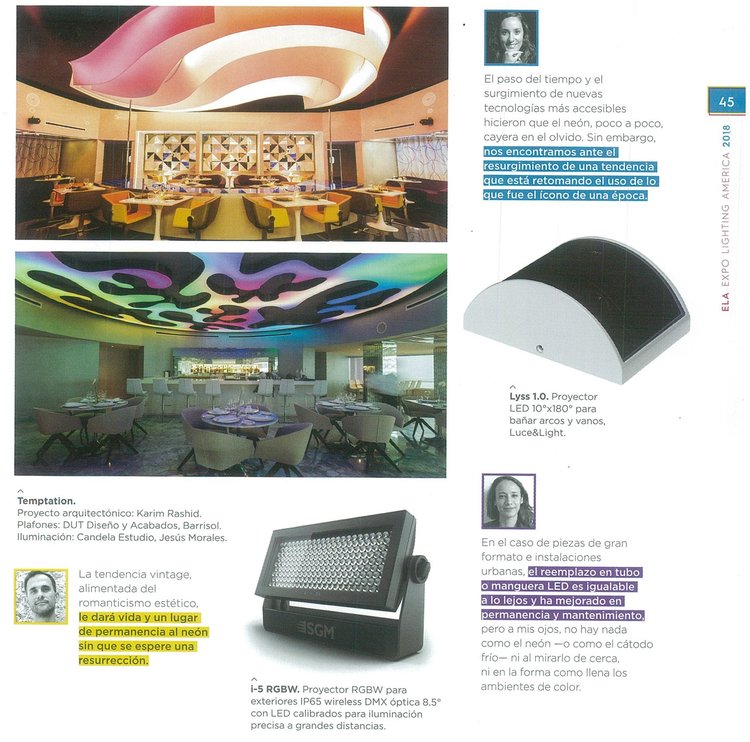 Temptation.
Proyecto arquitectónico: Karim Rashid.
Plafones: DUT Diseño y Acabados, Barrisol.
Iluminación: Candela Estudio, Jesús Morales.
La tendencia vintage,
alimentada del
romanticismo estético,
le dará vida y un lugar
de permanencia al neón
sin que se espere una
resurrección.
SGM
i-5 RGBW. Proyector RGBW para
exteriores IP65 wireless DMX óptica 8.5°
con LED calibrados para iluminación
precisa a grandes distancias.
El paso del tiempo y el
surgimiento de nuevas
tecnologías más accesibles
hicieron que el neón, poco a poco,
cayera en el olvido. Sin embargo,
nos encontramos ante el
resurgimiento de una tendencia
que está retomando el uso de lo
que fue el ícono de una época.
Lyss 1.0. Proyector
LED 10°x180° para
bañar arcos y vanos,
Luce&Light.
En el caso de piezas de gran
formato e instalaciones
urbanas, el reemplazo en tubo
o manguera LED es igualable
a lo lejos y ha mejorado en
permanencia y mantenimiento,
pero a mis ojos, no hay nada
como el neón —o como el cátodo
frío— ni al mirarlo de cerca,
ni en la forma como llena los
ambientes de color.
45
ELA EXPO LIGHTING AMERICA 2018